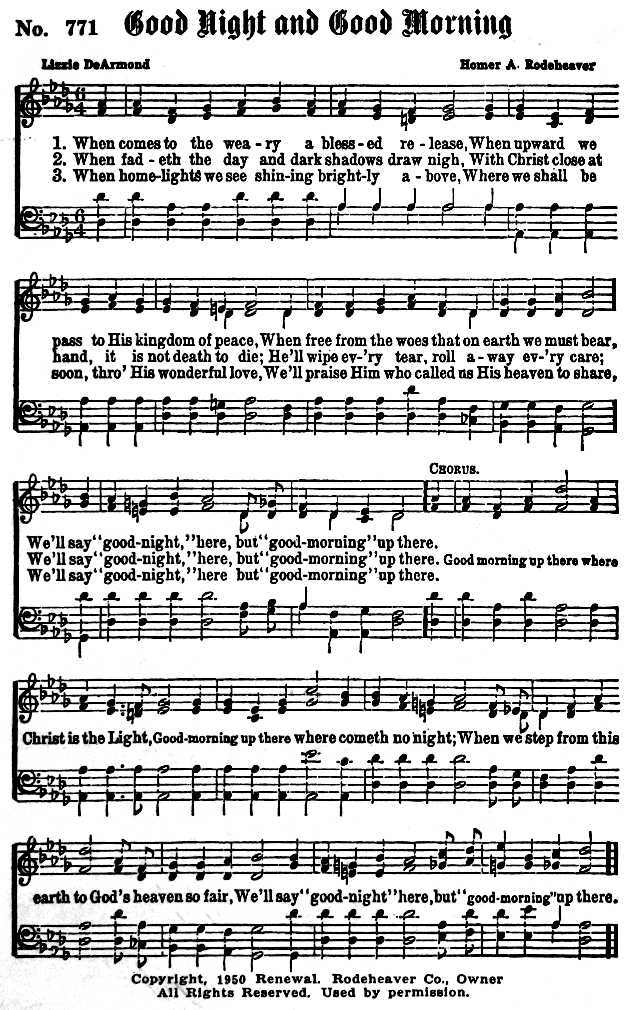 No. 771 Good Night and Good Morning
Lizzie DeArmond Homer A. Rodeheaver
6
4
1. When comes to the wea - ry a bless - ed re - lease, When upward we
2. When fad - eth the day and dark shadows draw nigh, With Christ close at
3. When home-lights we see shin-ing bright-ly a - bove, Where we shall be
6
4
pass to His kingdom of peace, When free from the woes that on earth we must bear,
hand, it is not death to die; He'll wipe ev-'ry tear, roll a - way ev-'ry care;
soon, thro' His wonderful love, We'll praise Him who called us His heaven to share,
CHORUS.
We'll say "good-night," here, but "good-morning" up there.
We'll say "good-night," here, but "good-morning" up there. Good morning up there where
We'll say "good-night," here but "good-morning" up there.
Christ is the Light, Good-morning up there where cometh no night; When we step from this
earth to God's heaven so fair, We'll say "good-night" here, but "good-morning" up there.
Copyright, 1950 Renewal. Rodeheaver Co., Owner
All Rights Reserved. Used by permission.